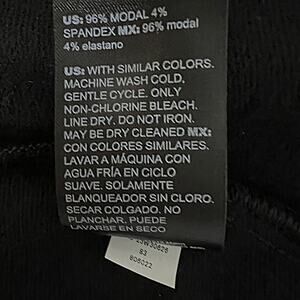 US: 96% MODAL 4%
SPANDEX MX: 96% modal
4% elastano
US: WITH SIMILAR COLORS.
MACHINE WASH COLD,
GENTLE CYCLE. ONLY
NON-CHLORINE BLEACH.
LINE DRY. DO NOT IRON.
MAY BE DRY CLEANED MX:
CON COLORES SIMILARES.
LAVAR A MÁQUINA CON
AGUA FRÍA EN CICLO
SUAVE. SOLAMENTE
BLANQUEADOR SIN CLORO.
SECAR COLGADO. NO
PLANCHAR. PUEDE
LAVARSE EN SECO
83
806022